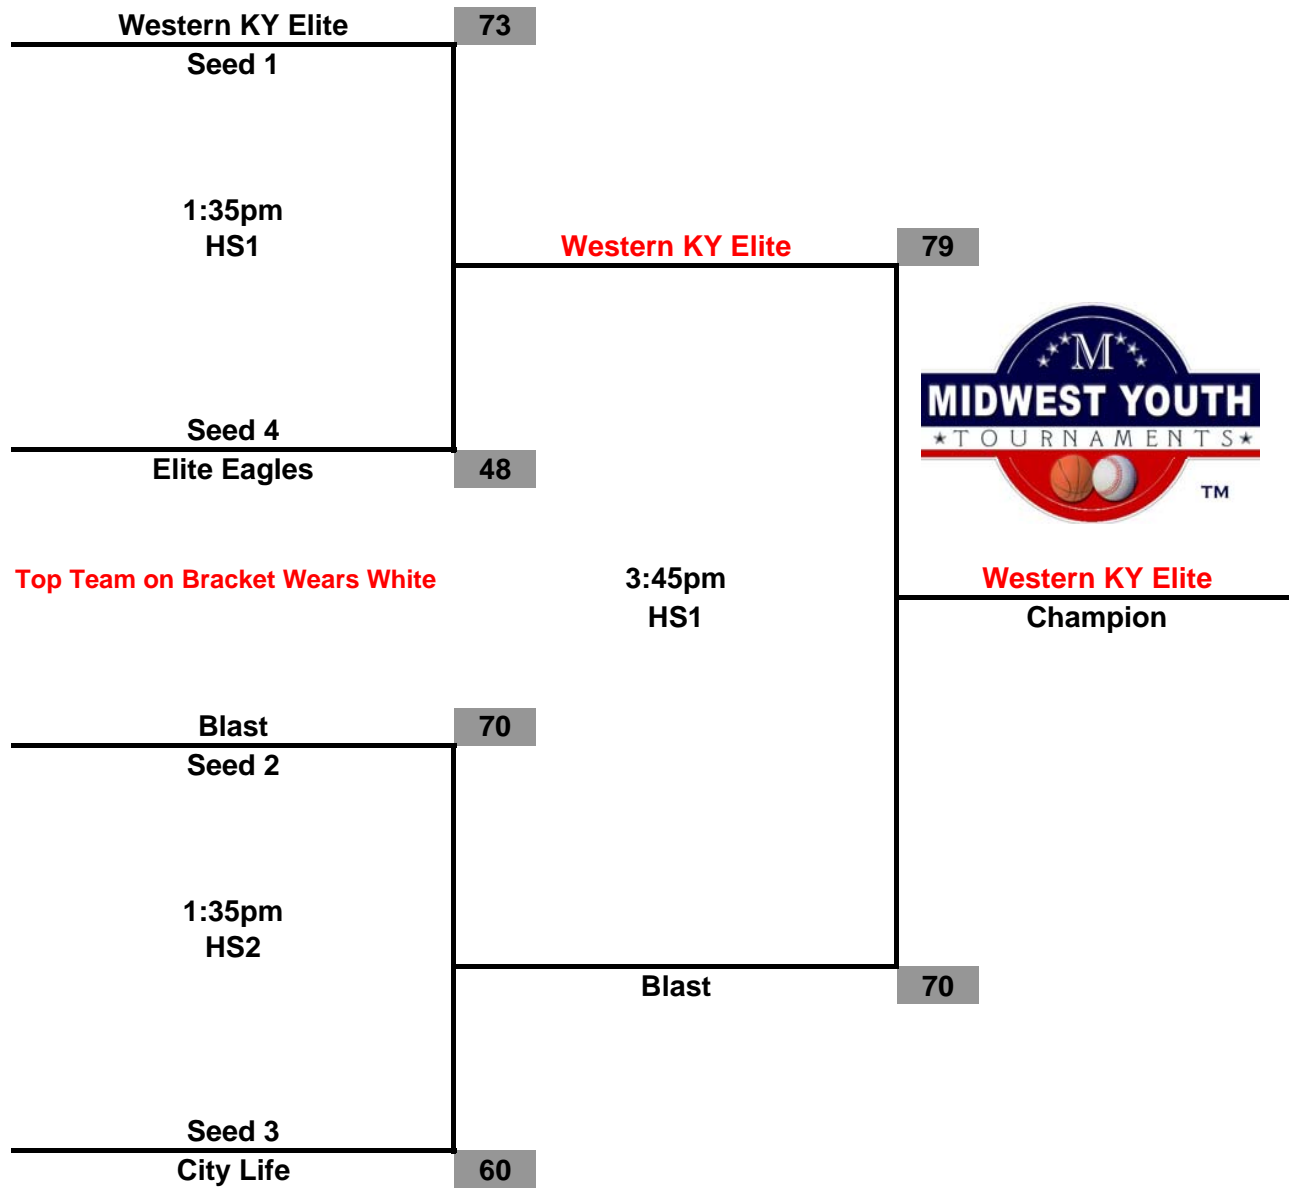 Western KY Elite 73
Seed 1
1:35pm
HS1
Western KY Elite 79
M
MIDWEST YOUTH
★TOURNAMENTS★
TM
Seed 4
Elite Eagles 48
Top Team on Bracket Wears White
3:45pm
HS1
Western KY Elite
Champion
Blast 70
Seed 2
1:35pm
HS2
Blast 70
Seed 3
City Life 60